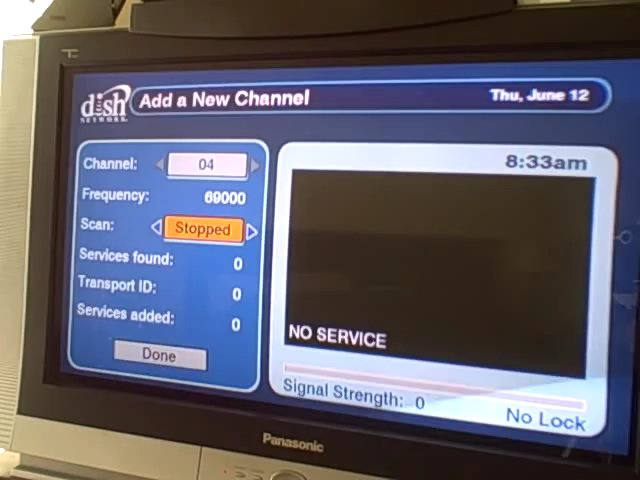 dish
NETWORK
Add a New Channel
Thu, June 12
Channel: 04
Frequency: 69000
Scan: Stopped
Services found: 0
Transport ID: 0
Services added: 0
Done
8:33am
NO SERVICE
Signal Strength: 0
No Lock
Panasonic